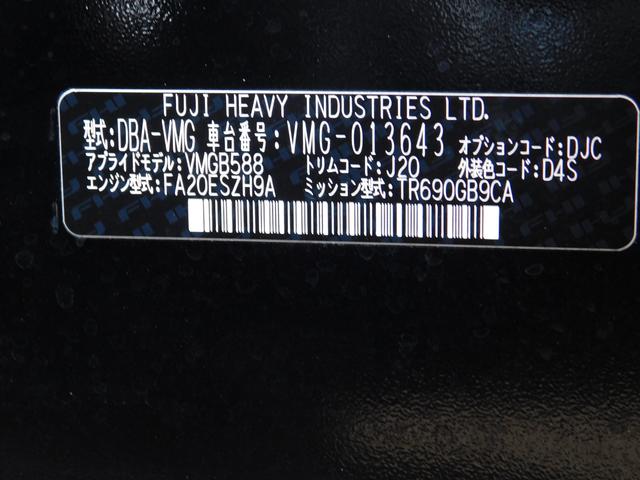 FUJI HEAVY INDUSTRIES LTD.
型式:DBA-VMG 車台番号:VMG-013643 オプションコード:DJC
アプライドモデル:VMGB588 トリムコード:J20 外装色コード:D4S
エンジン型式:FA20ESZH9A ミッション型式:TR690GB9CA